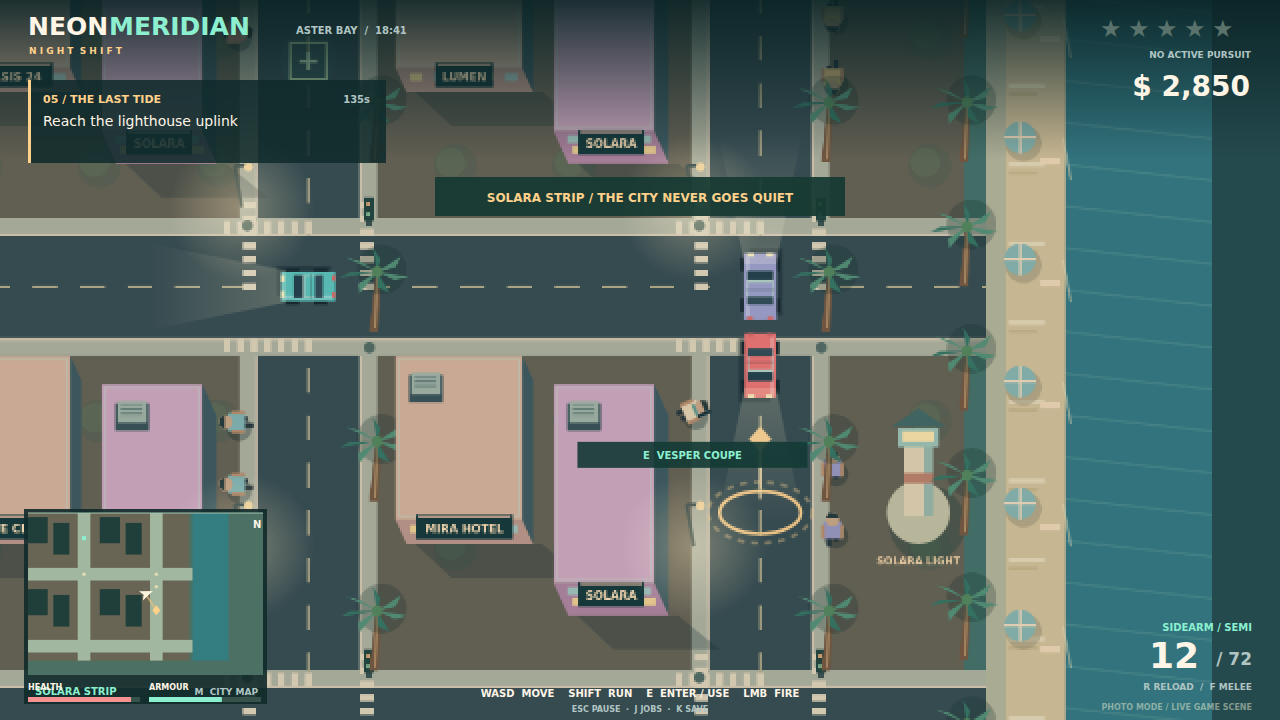 NEONMERIDIAN
NIGHT SHIFT
ASTER BAY / 18:41
★ ★ ★ ★ ★
NO ACTIVE PURSUIT
$ 2,850
SIS 24
LUMEN
05 / THE LAST TIDE 135s
Reach the lighthouse uplink
SOLARA
SOLARA
SOLARA STRIP / THE CITY NEVER GOES QUIET
E VESPER COUPE
MIRA HOTEL
SOLARA LIGHT
SOLARA
N
HEALTH
ARMOUR
SOLARA STRIP
M CITY MAP
WASD MOVE SHIFT RUN E ENTER / USE LMB FIRE
ESC PAUSE · J JOBS · K SAVE
SIDEARM / SEMI
12 / 72
R RELOAD / F MELEE
PHOTO MODE / LIVE GAME SCENE